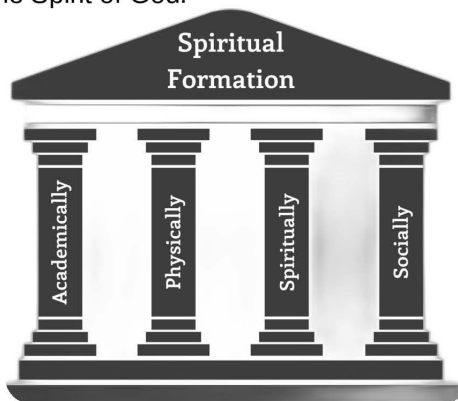 Spirit of God.
Spiritual
Formation
Academically
Physically
Spiritually
Socially